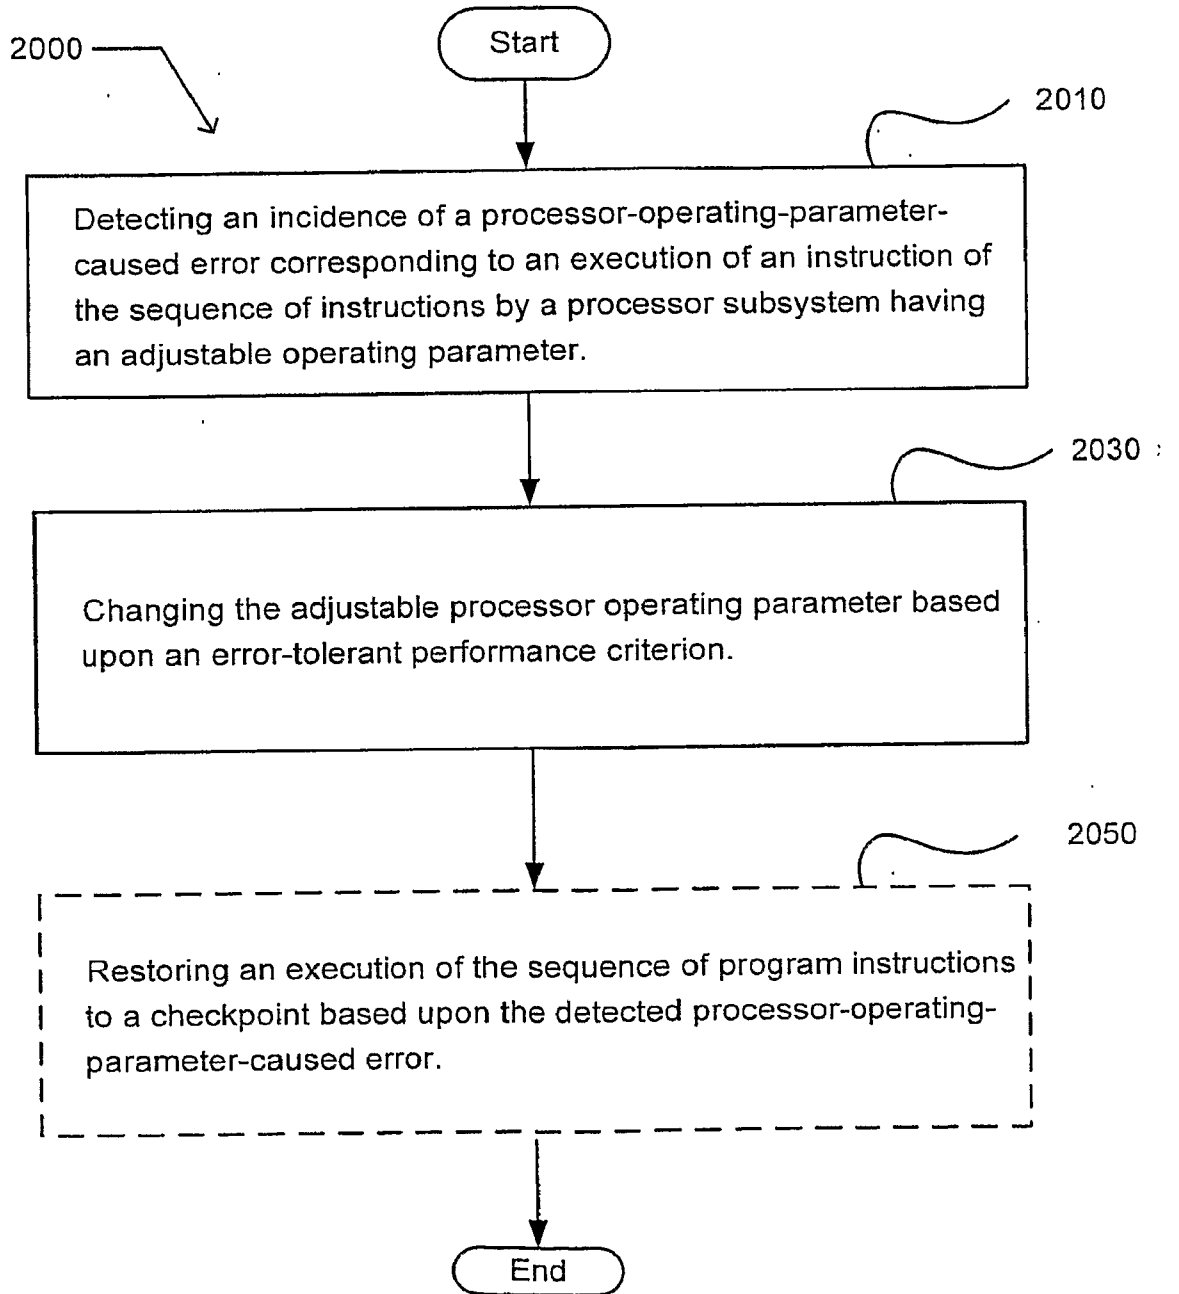 Start
2000
2010
Detecting an incidence of a processor-operating-parameter-
caused error corresponding to an execution of an instruction of
the sequence of instructions by a processor subsystem having
an adjustable operating parameter.
2030
Changing the adjustable processor operating parameter based
upon an error-tolerant performance criterion.
2050
Restoring an execution of the sequence of program instructions
to a checkpoint based upon the detected processor-operating-
parameter-caused error.
End